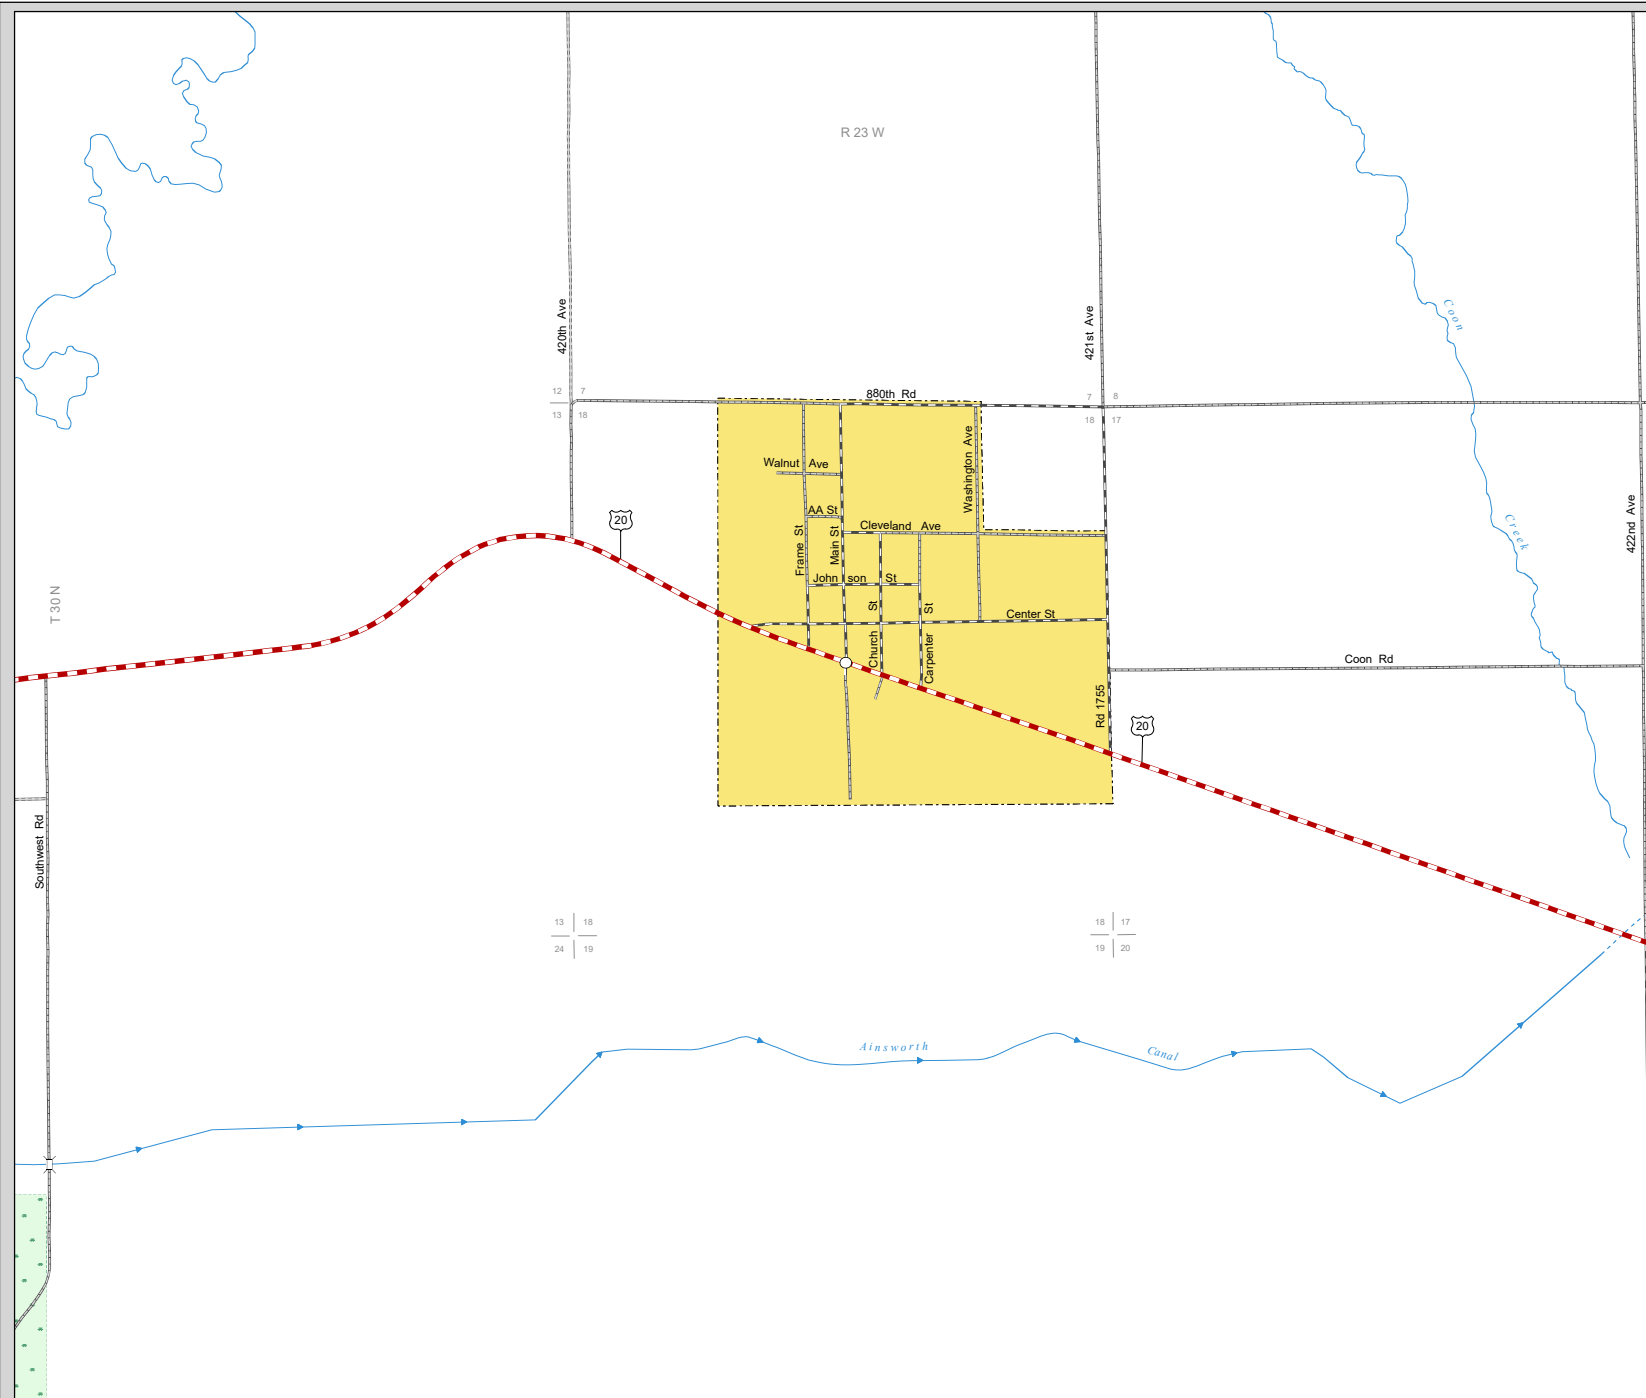 R 23 W
Coon
420th Ave
421st Ave
12 7
13 18
880th Rd
7 8
18 17
Washington Ave
Walnut Ave
AA St
20
Cleveland Ave
Frame St
Main St
422nd Ave
Creek
John son St
T 30 N
Church St
Carpenter St
Center St
Coon Rd
Rd 1755
20
Southwest Rd
13 18
24 19
18 17
19 20
Ainsworth
Canal